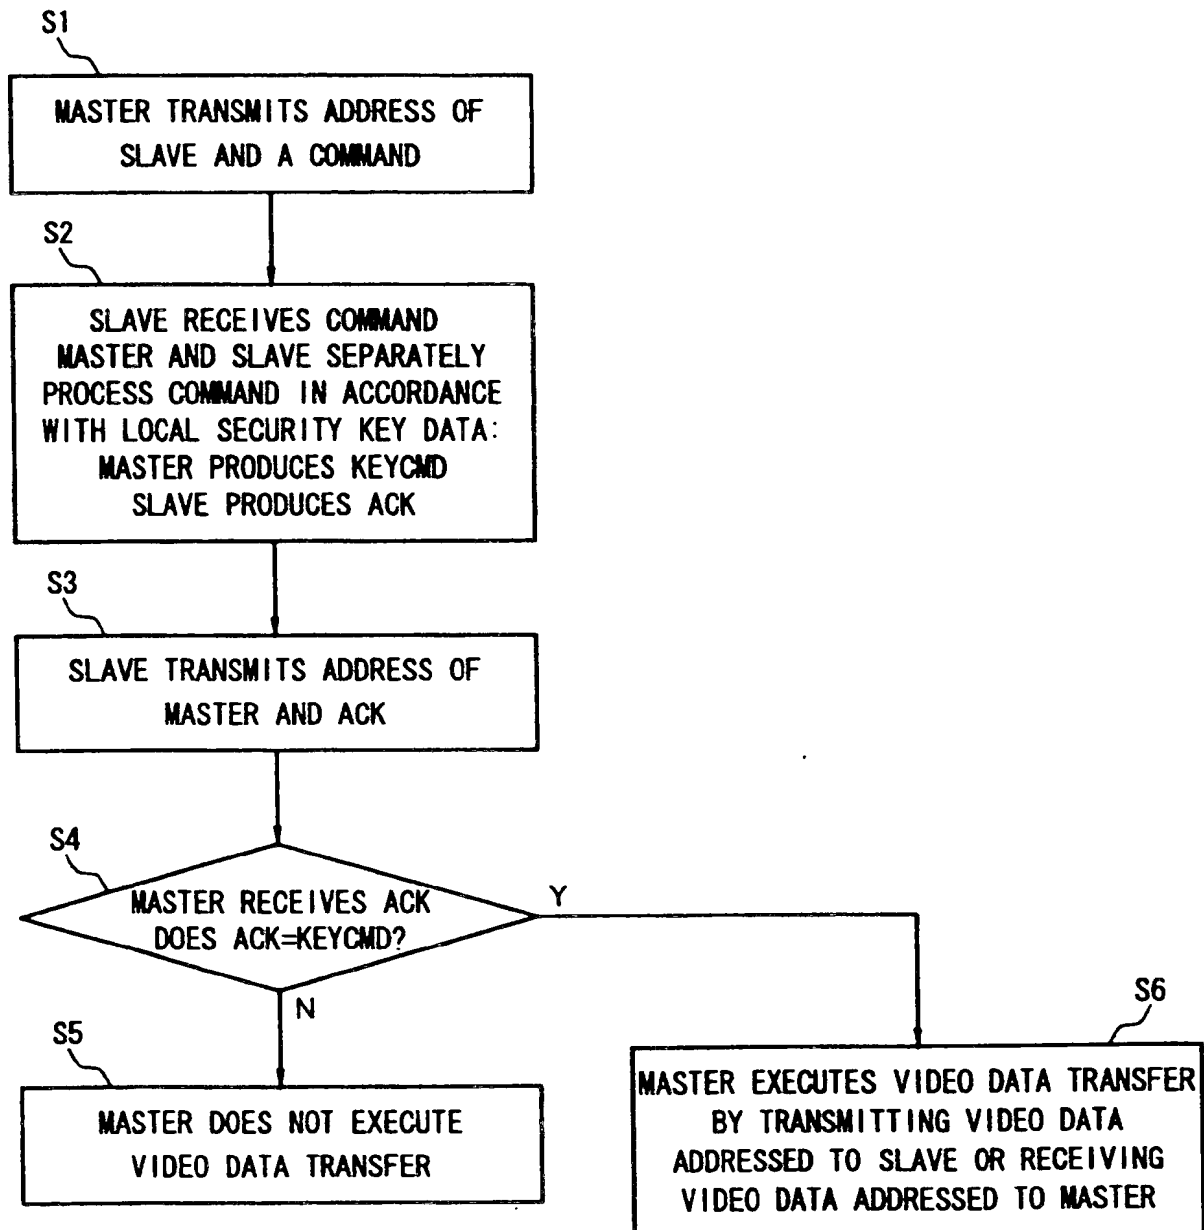 S1
MASTER TRANSMITS ADDRESS OF
SLAVE AND A COMMAND
S2
SLAVE RECEIVES COMMAND
MASTER AND SLAVE SEPARATELY
PROCESS COMMAND IN ACCORDANCE
WITH LOCAL SECURITY KEY DATA:
MASTER PRODUCES KEYCMD
SLAVE PRODUCES ACK
S3
SLAVE TRANSMITS ADDRESS OF
MASTER AND ACK
S4
MASTER RECEIVES ACK
DOES ACK=KEYCMD?
Y
N
S5
MASTER DOES NOT EXECUTE
VIDEO DATA TRANSFER
S6
MASTER EXECUTES VIDEO DATA TRANSFER
BY TRANSMITTING VIDEO DATA
ADDRESSED TO SLAVE OR RECEIVING
VIDEO DATA ADDRESSED TO MASTER